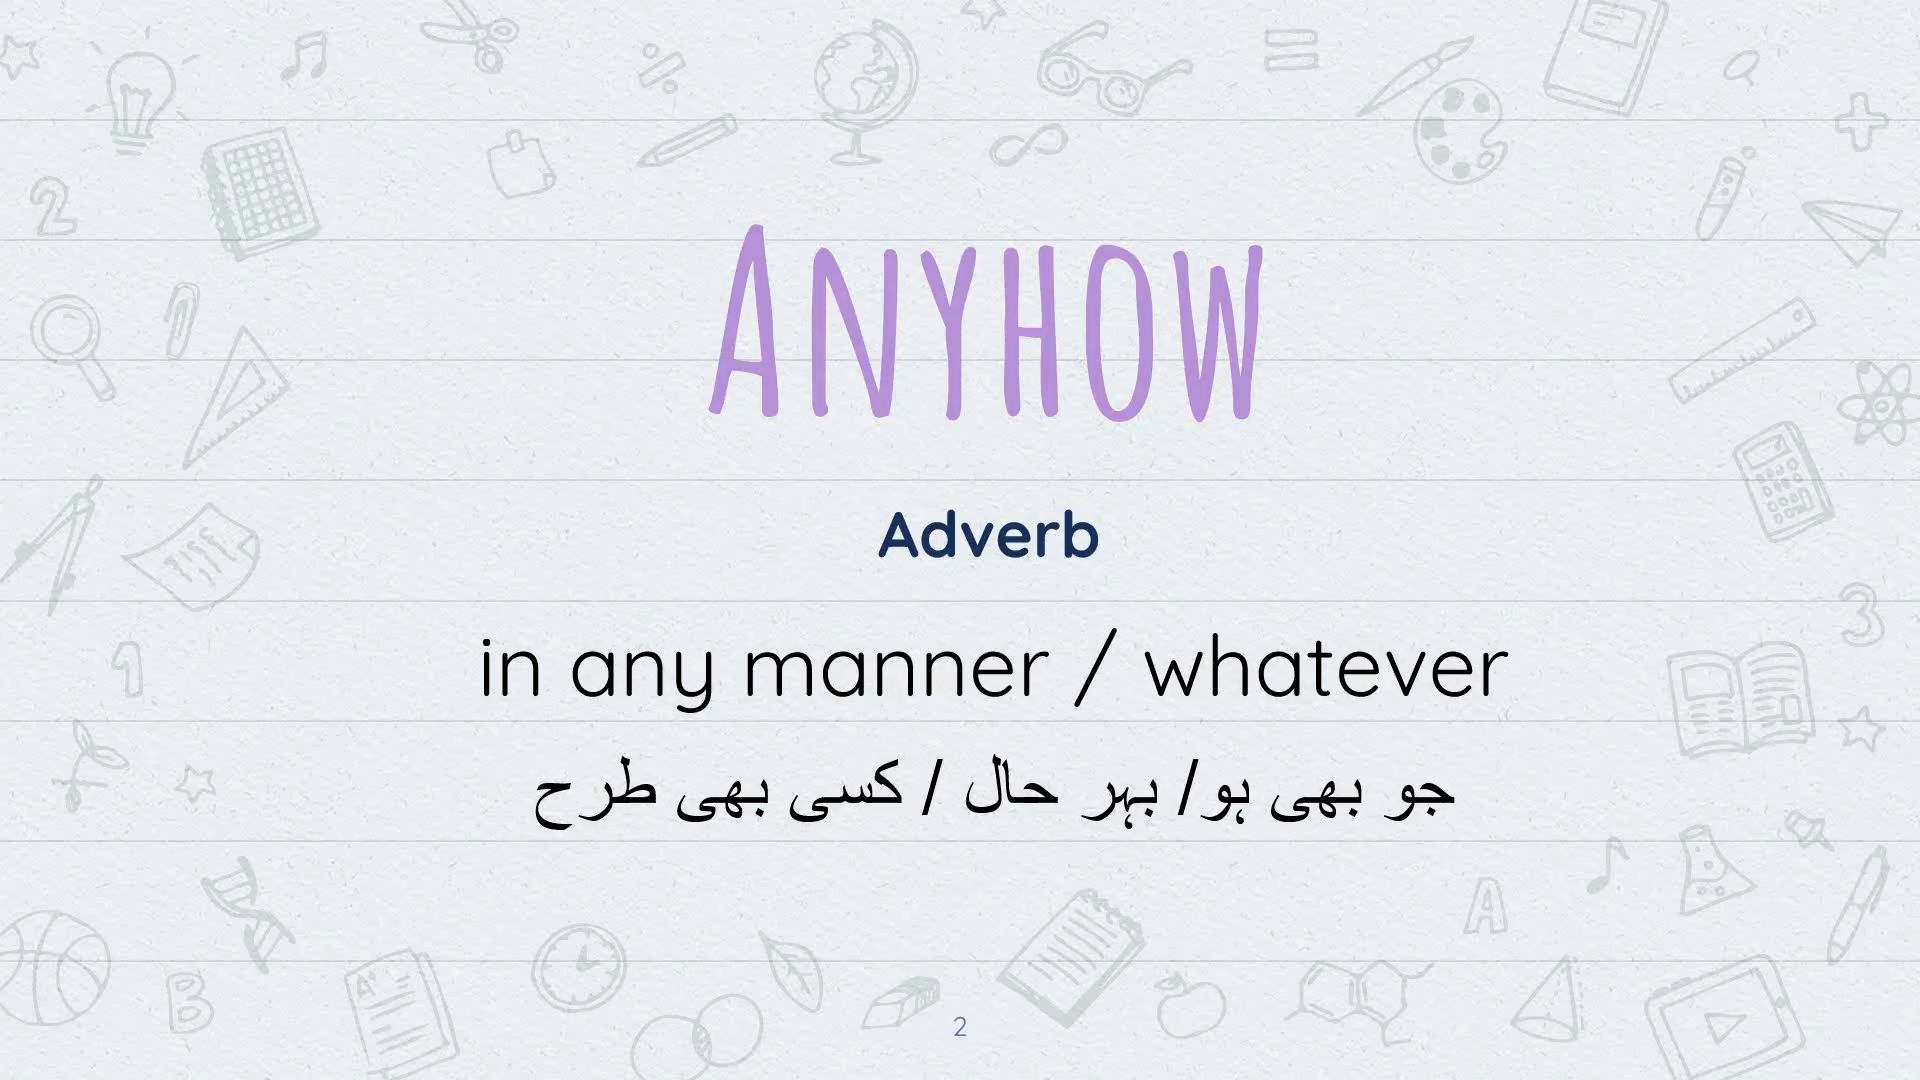 ANYHOW
Adverb
in any manner / whatever
جو بھی ہو/ بہر حال / کسی بھی طرح
2